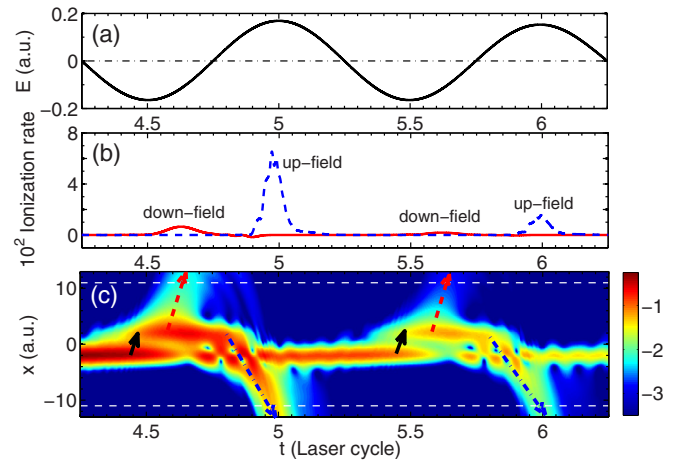 0.2
(a)
E (a.u.)
0
−0.2
4.5 5 5.5 6
8
(b)
10² Ionization rate
6
up−field
4
down−field
down−field
up−field
2
0
4.5 5 5.5 6
10
(c)
x (a.u.)
0
−10
4.5 5 5.5 6
t (Laser cycle)
−1
−2
−3